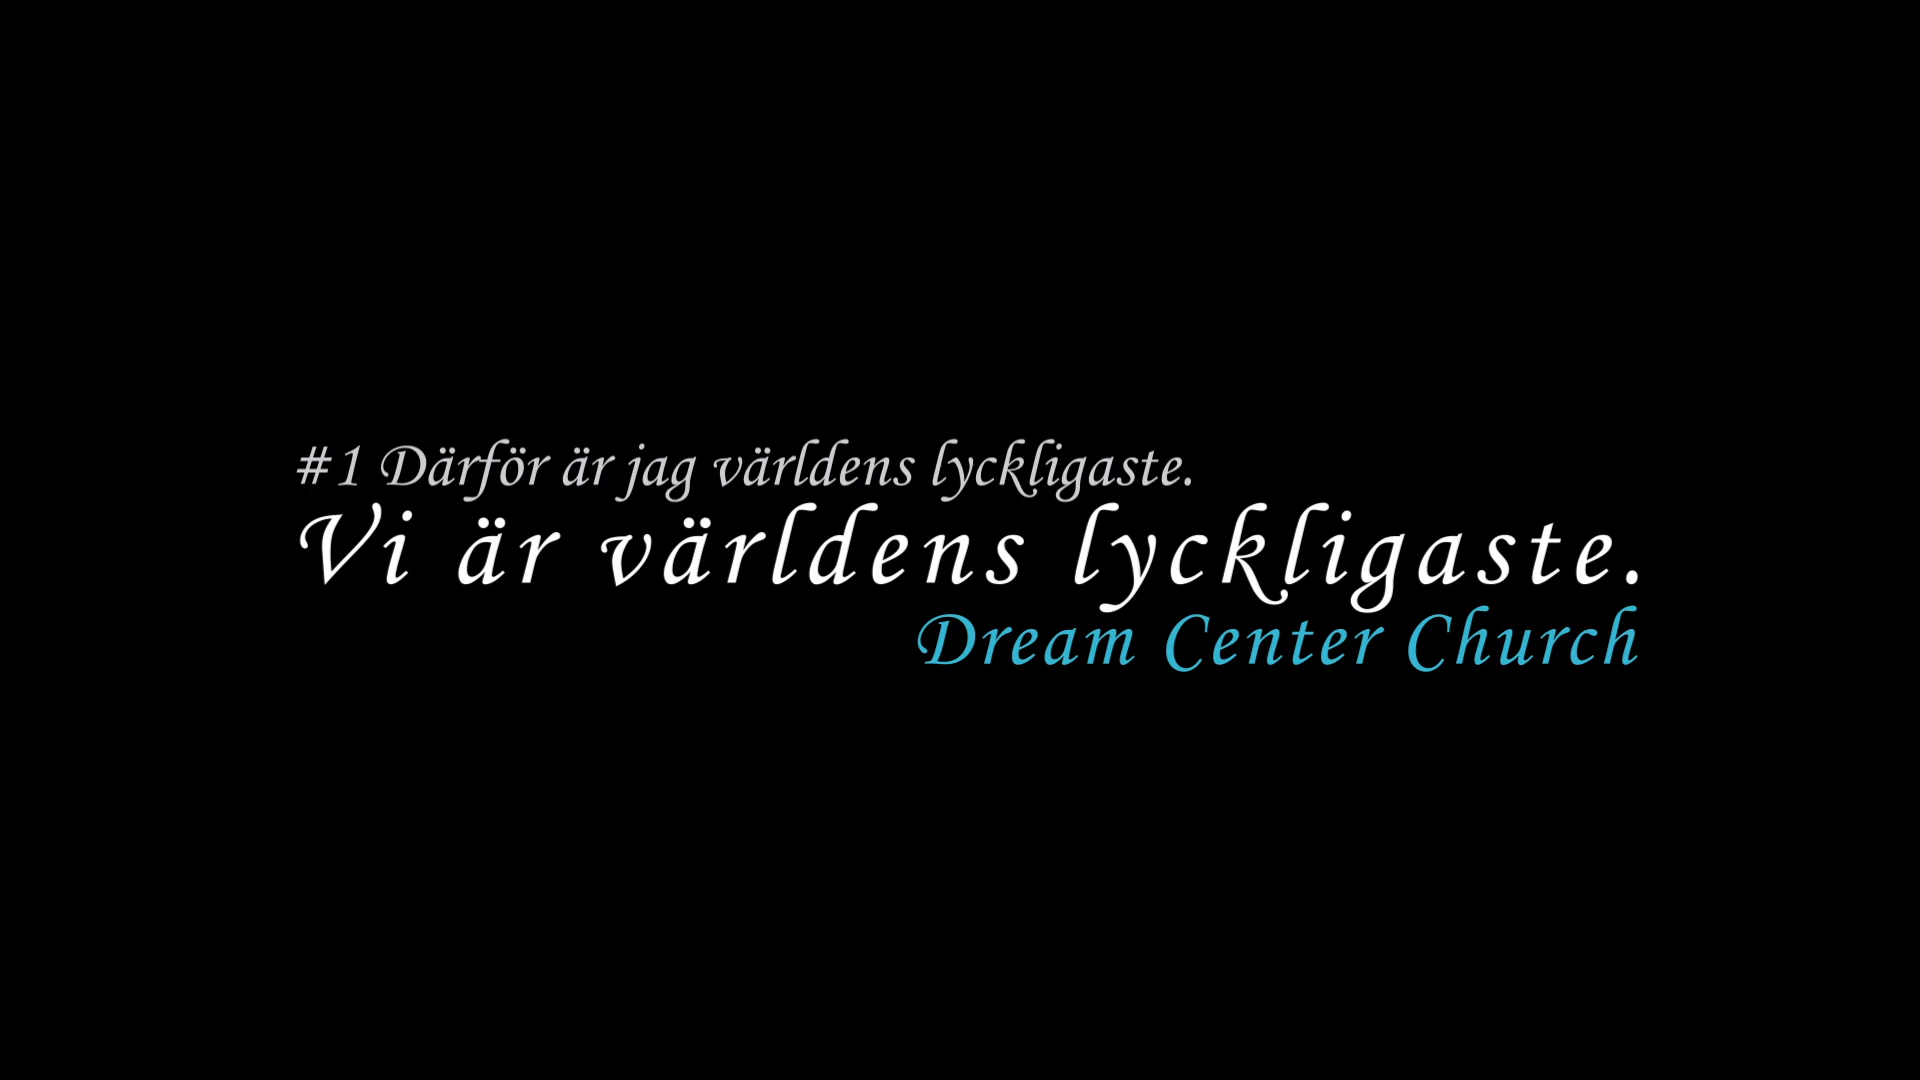 #1 Därför är jag världens lyckligaste.
Vi är världens lyckligaste.
Dream Center Church